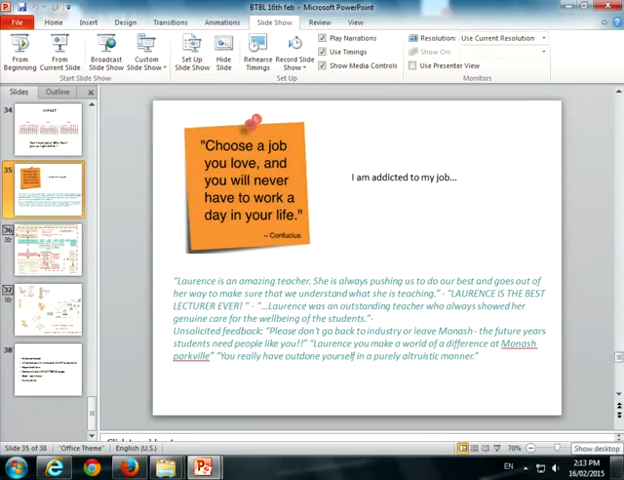 BTBL 16th feb - Microsoft PowerPoint
File Home Insert Design Transitions Animations Slide Show Review View
From Beginning
From Current Slide
Broadcast Slide Show
Custom Slide Show
Set Up Slide Show
Hide Slide
Rehearse Timings
Record Slide Show
Play Narrations
Use Timings
Show Media Controls
Resolution: Use Current Resolution
Show On:
Use Presenter View
Start Slide Show
Set Up
Monitors
Slides Outline
34
35
36
37
38
"Choose a job
you love, and
you will never
have to work a
day in your life."
– Confucius
I am addicted to my job…
"Laurence is an amazing teacher. She is always pushing us to do our best and goes out of
her way to make sure that we understand what she is teaching." - "LAURENCE IS THE BEST
LECTURER EVER! " - "…Laurence was an outstanding teacher who always showed her
genuine care for the wellbeing of the students."-
Unsolicited feedback: "Please don't go back to industry or leave Monash - the future years
students need people like you!!" "Laurence you make a world of a difference at Monash
parkville" "You really have outdone yourself in a purely altruistic manner."
Slide 35 of 38 "Office Theme" English (U.S.) 70% Show desktop
EN 2:13 PM
16/02/2015